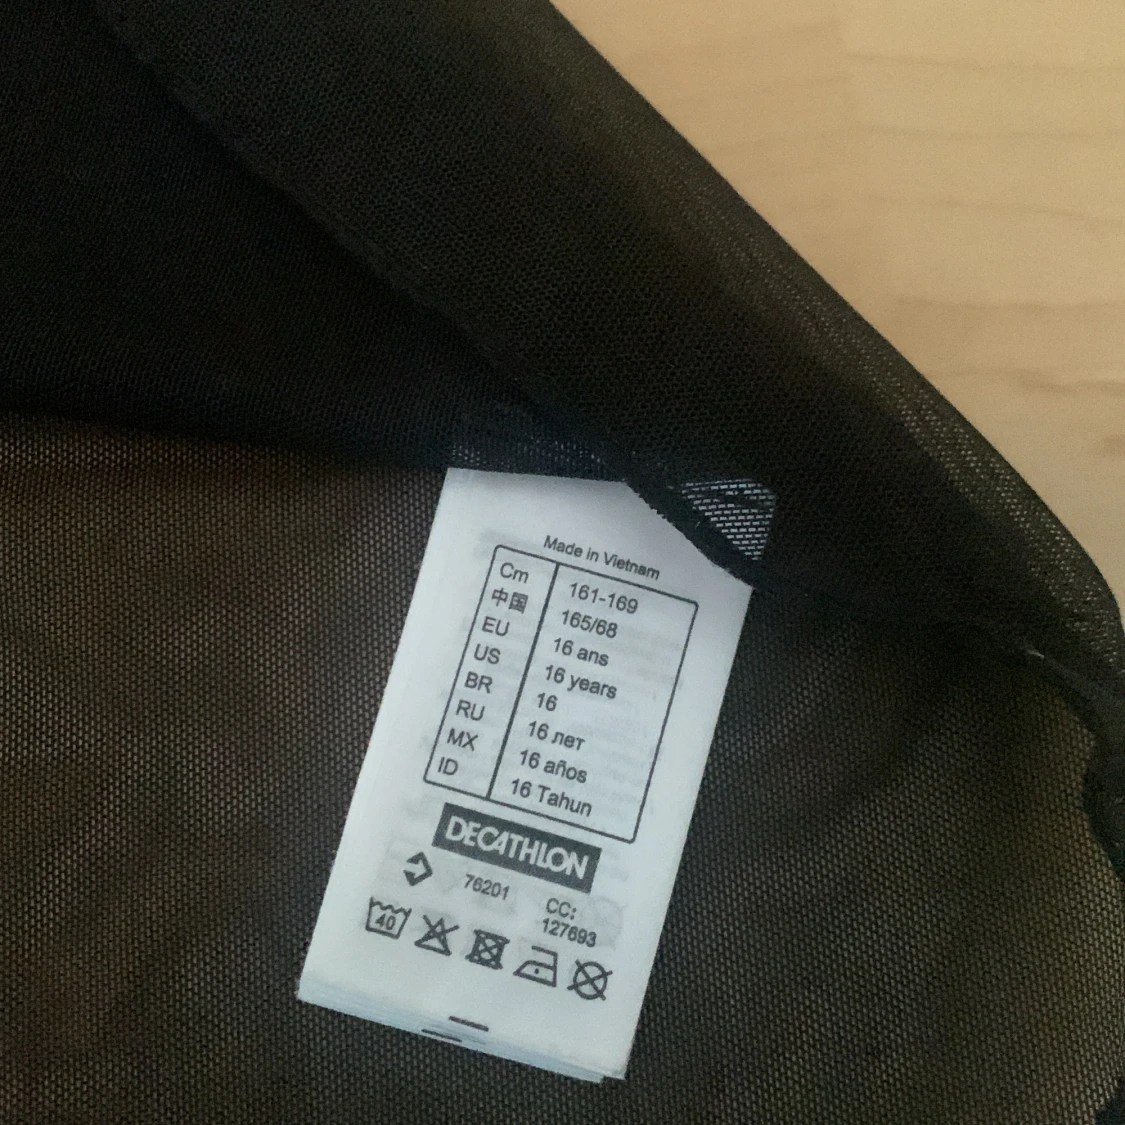 Made in Vietnam
Cm 161-169
中国 165/68
EU 16 ans
US 16 years
BR 16
RU 16 лет
MX 16 años
ID 16 Tahun
DECATHLON
76201 CC:
127693
40